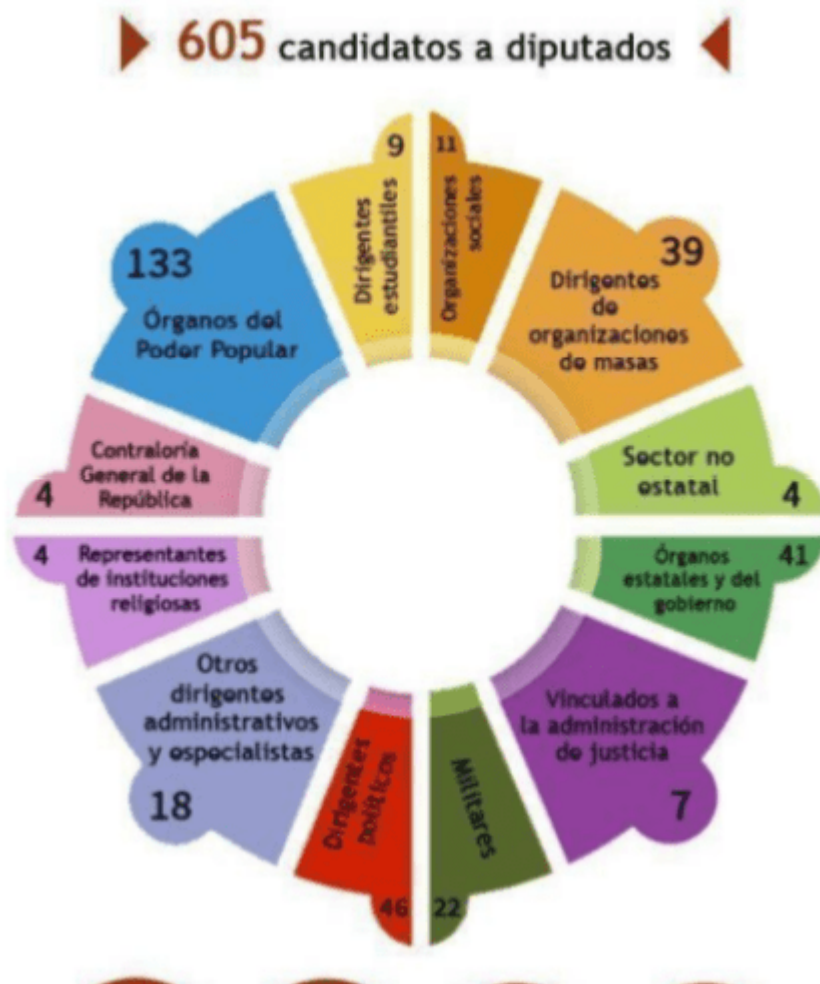 605 candidatos a diputados
9
Dirigentes
estudiantiles
11
Organizaciones
sociales
39
Dirigentes
de
organizaciones
de masas
Sector no
estatal
4
Órganos
estatales y del
gobierno
41
Vinculados a
la administración
de justicia
7
Militares
22
Dirigentes
políticos
46
Otros
dirigentes
administrativos
y especialistas
18
4
Representantes
de instituciones
religiosas
Contraloría
General de la
República
4
133
Órganos del
Poder Popular